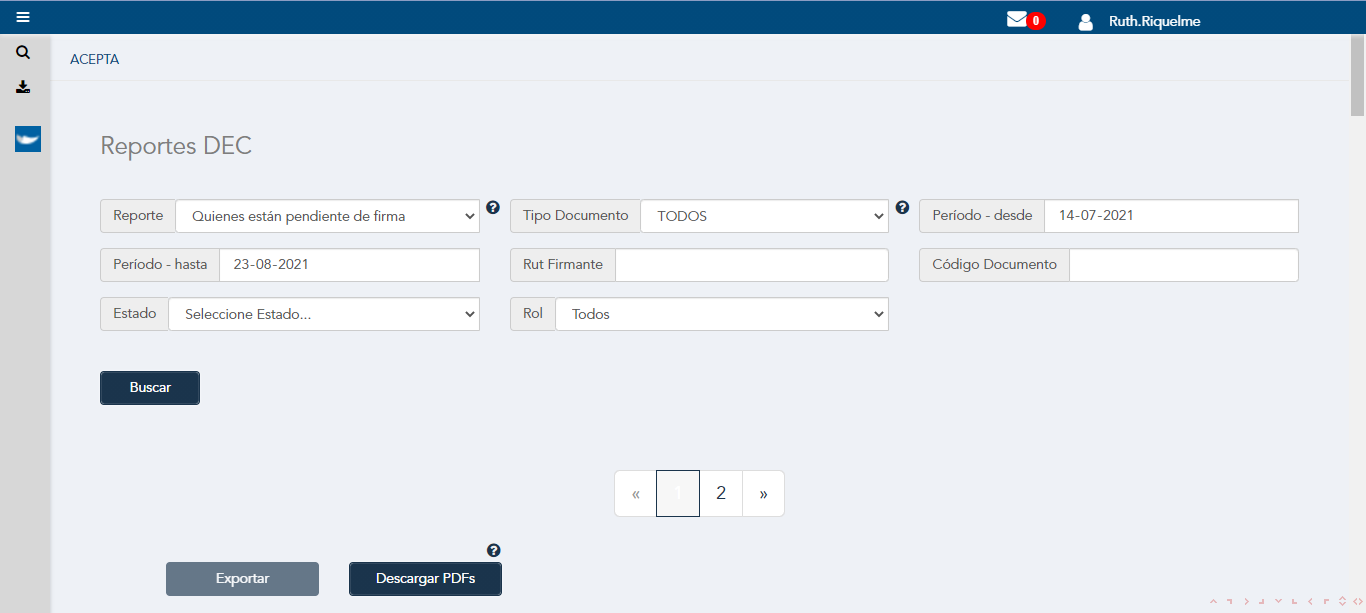 0 Ruth.Riquelme
ACEPTA
Reportes DEC
Reporte Quienes están pendiente de firma ? Tipo Documento TODOS ? Período - desde 14-07-2021
Período - hasta 23-08-2021 Rut Firmante Código Documento
Estado Seleccione Estado... Rol Todos
Buscar
« 1 2 »
?
Exportar Descargar PDFs